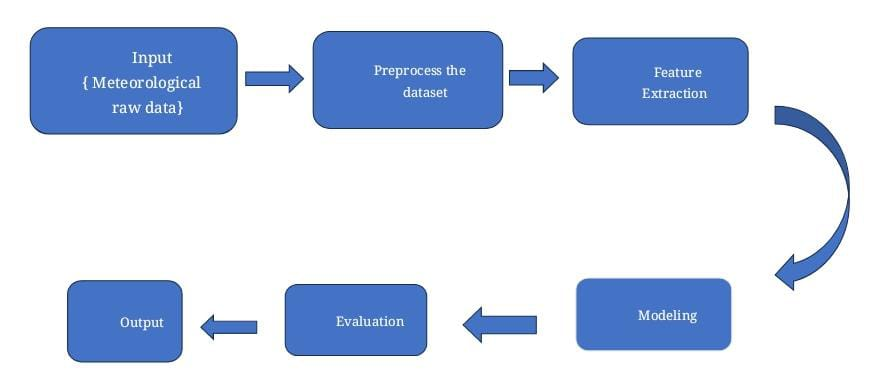 Input
{ Meteorological
raw data}
Preprocess the
dataset
Feature
Extraction
Modeling
Evaluation
Output